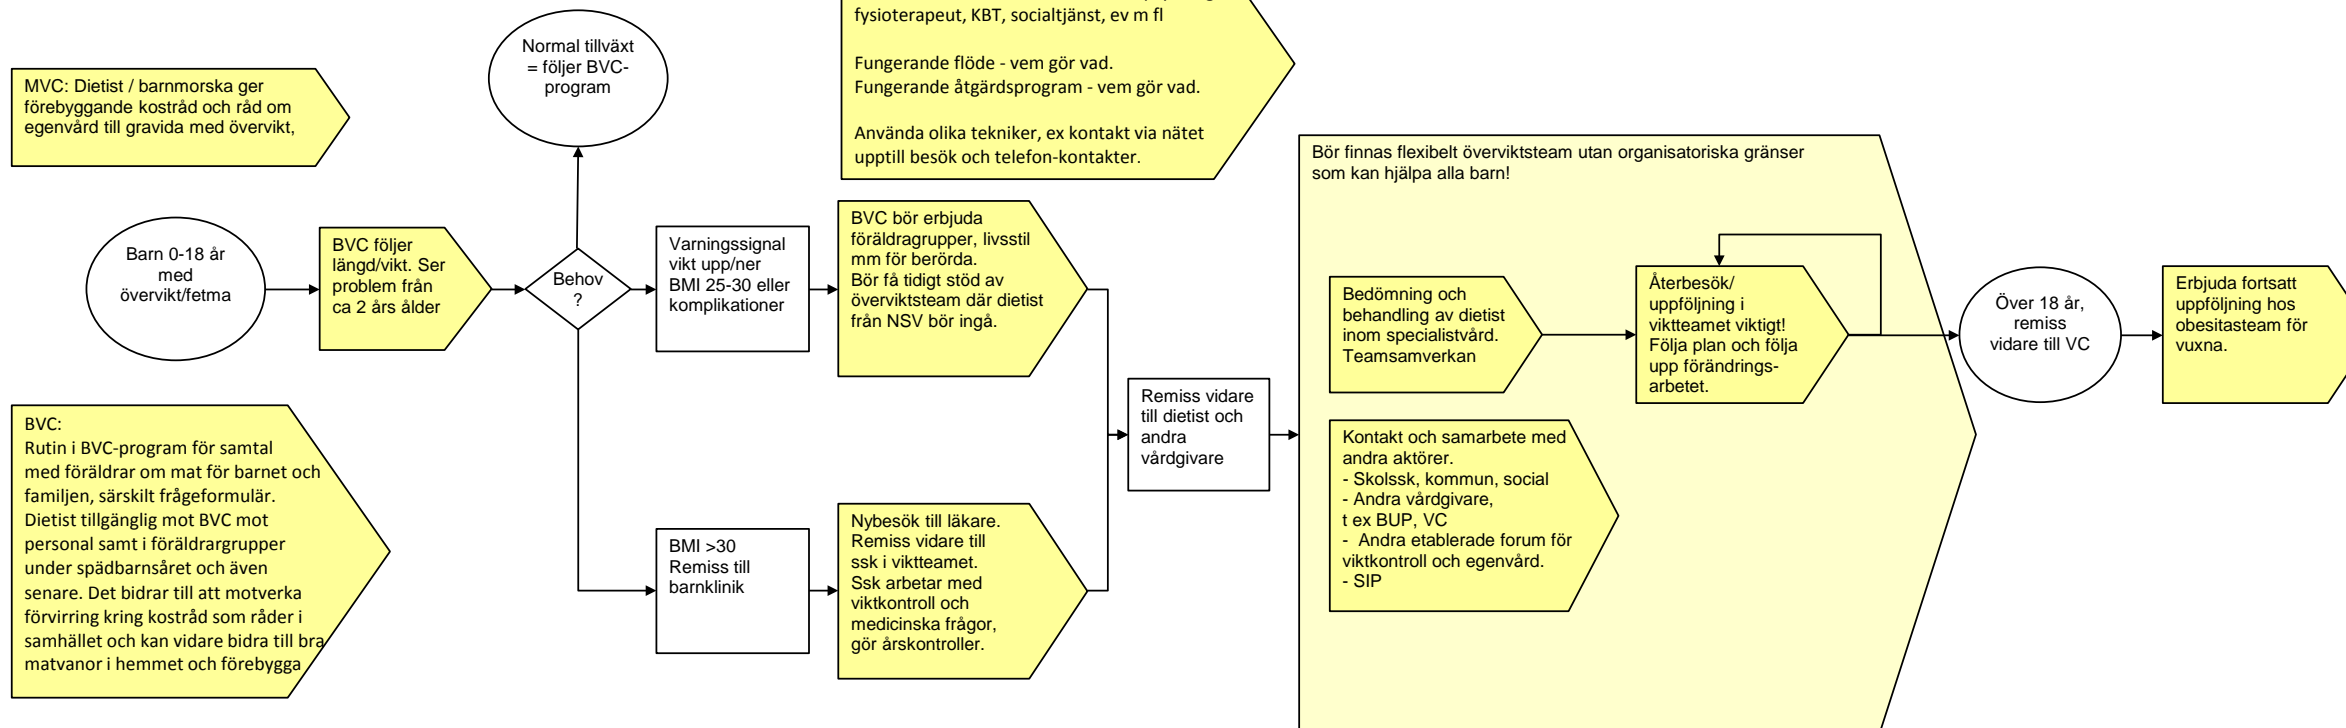 fysioterapeut, KBT, socialtjänst, ev m fl
Fungerande flöde - vem gör vad.
Fungerande åtgärdsprogram - vem gör vad.
Använda olika tekniker, ex kontakt via nätet
upptill besök och telefon-kontakter.
Normal tillväxt
= följer BVC-
program
MVC: Dietist / barnmorska ger
förebyggande kostråd och råd om
egenvård till gravida med övervikt,
Barn 0-18 år
med
övervikt/fetma
BVC följer
längd/vikt. Ser
problem från
ca 2 års ålder
Behov
?
Varningssignal
vikt upp/ner
BMI 25-30 eller
komplikationer
BVC bör erbjuda
föräldragrupper, livsstil
mm för berörda.
Bör få tidigt stöd av
överviktsteam där dietist
från NSV bör ingå.
BVC:
Rutin i BVC-program för samtal
med föräldrar om mat för barnet och
familjen, särskilt frågeformulär.
Dietist tillgänglig mot BVC mot
personal samt i föräldrargrupper
under spädbarnsåret och även
senare. Det bidrar till att motverka
förvirring kring kostråd som råder i
samhället och kan vidare bidra till bra
matvanor i hemmet och förebygga
BMI >30
Remiss till
barnklinik
Nybesök till läkare.
Remiss vidare till
ssk i viktteamet.
Ssk arbetar med
viktkontroll och
medicinska frågor,
gör årskontroller.
Remiss vidare
till dietist och
andra
vårdgivare
Bör finnas flexibelt överviktsteam utan organisatoriska gränser
som kan hjälpa alla barn!
Bedömning och
behandling av dietist
inom specialistvård.
Teamsamverkan
Återbesök/
uppföljning i
viktteamet viktigt!
Följa plan och följa
upp förändrings-
arbetet.
Kontakt och samarbete med
andra aktörer.
- Skolssk, kommun, social
- Andra vårdgivare,
t ex BUP, VC
- Andra etablerade forum för
viktkontroll och egenvård.
- SIP
Över 18 år,
remiss
vidare till VC
Erbjuda fortsatt
uppföljning hos
obesitasteam för
vuxna.